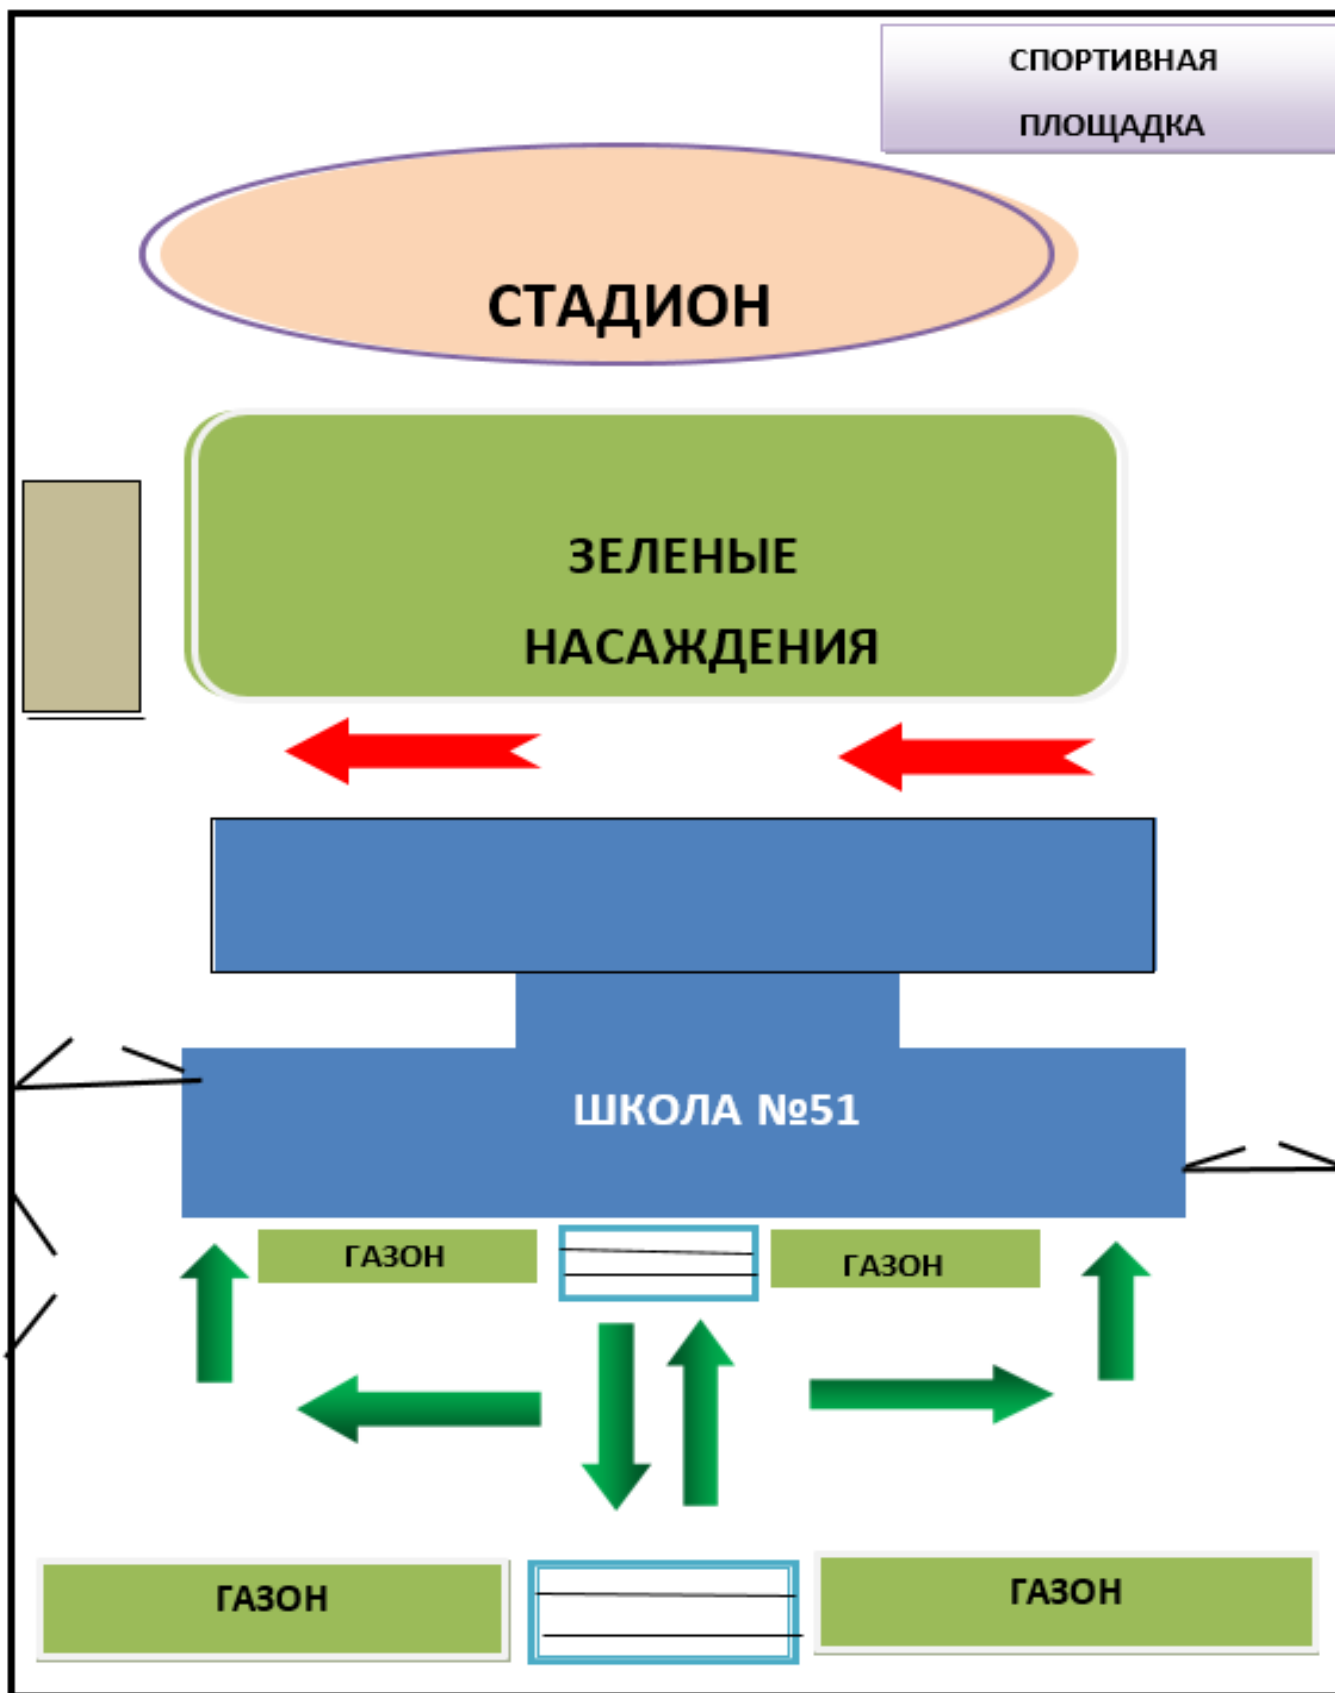 СПОРТИВНАЯ
ПЛОЩАДКА
СТАДИОН
ЗЕЛЕНЫЕ
НАСАЖДЕНИЯ
ШКОЛА №51
ГАЗОН
ГАЗОН
ГАЗОН
ГАЗОН